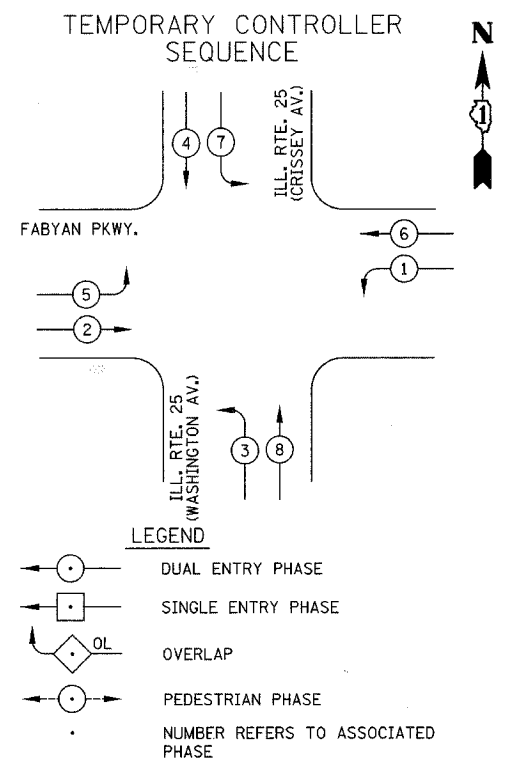 TEMPORARY CONTROLLER
SEQUENCE
N
1
4
7
ILL. RTE. 25
(CRISSEY AV.)
FABYAN PKWY.
6
1
5
2
ILL. RTE. 25
(WASHINGTON AV.)
3
8
LEGEND
DUAL ENTRY PHASE
SINGLE ENTRY PHASE
OL
OVERLAP
PEDESTRIAN PHASE
NUMBER REFERS TO ASSOCIATED
PHASE